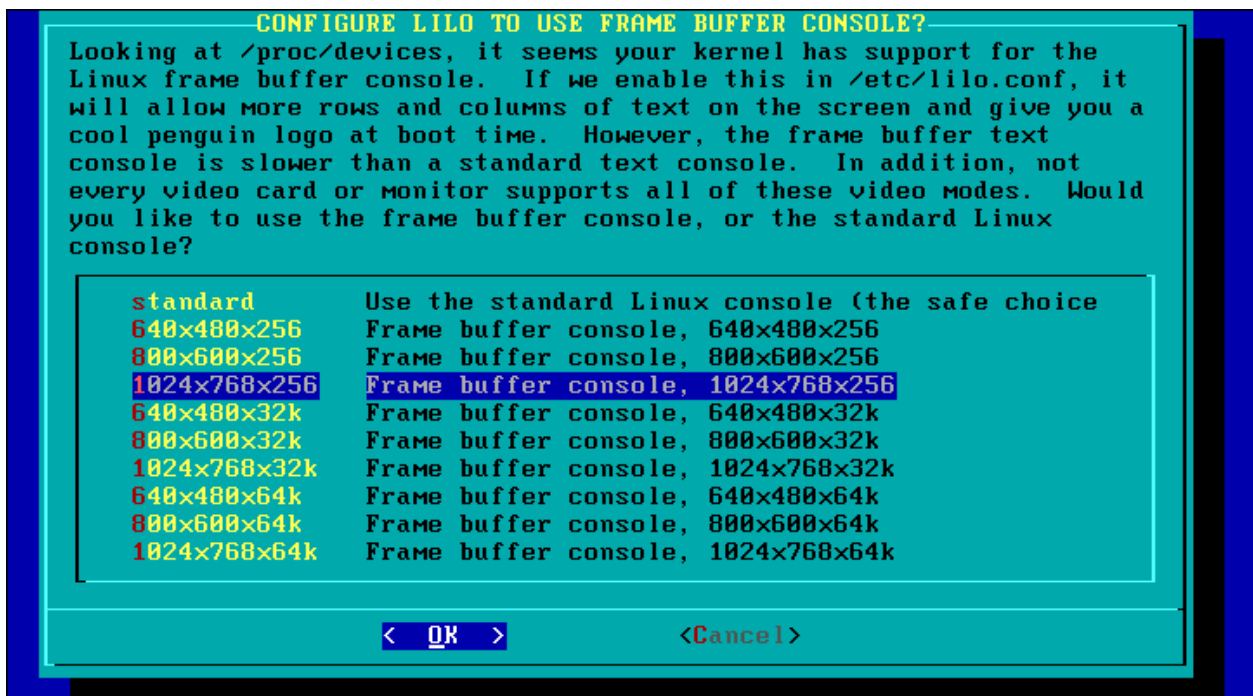 CONFIGURE LILO TO USE FRAME BUFFER CONSOLE?
Looking at /proc/devices, it seems your kernel has support for the
Linux frame buffer console.  If we enable this in /etc/lilo.conf, it
will allow more rows and columns of text on the screen and give you a
cool penguin logo at boot time.  However, the frame buffer text
console is slower than a standard text console.  In addition, not
every video card or monitor supports all of these video modes.  Would
you like to use the frame buffer console, or the standard Linux
console?
standard Use the standard Linux console (the safe choice
640x480x256 Frame buffer console, 640x480x256
800x600x256 Frame buffer console, 800x600x256
1024x768x256 Frame buffer console, 1024x768x256
640x480x32k Frame buffer console, 640x480x32k
800x600x32k Frame buffer console, 800x600x32k
1024x768x32k Frame buffer console, 1024x768x32k
640x480x64k Frame buffer console, 640x480x64k
800x600x64k Frame buffer console, 800x600x64k
1024x768x64k Frame buffer console, 1024x768x64k
< OK > <Cancel>